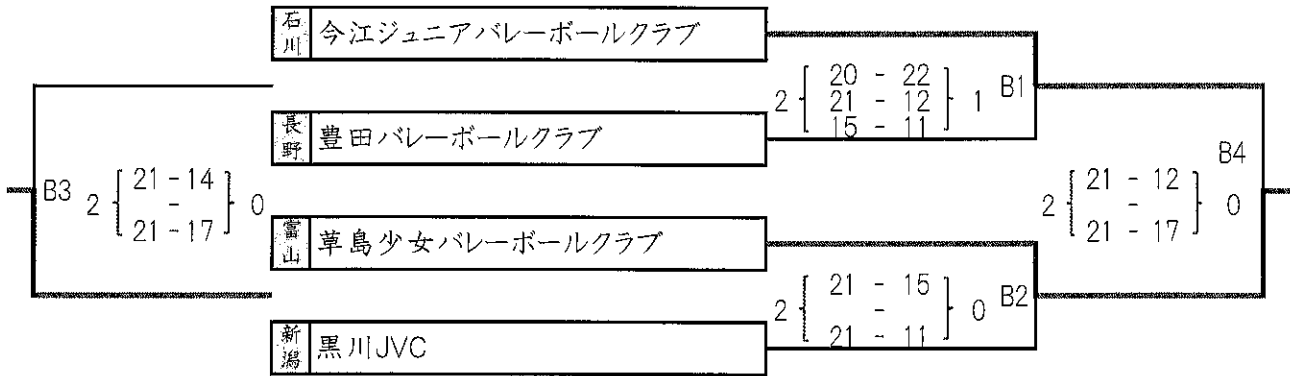 石川 今江ジュニアバレーボールクラブ
2 20 - 22 1 B1
21 - 12
15 - 11
長野 豊田バレーボールクラブ
B3 2 21 - 14 0
-
21 - 17
B4
2 21 - 12 0
-
21 - 17
富山 草島少女バレーボールクラブ
2 21 - 15 0 B2
-
21 - 11
新潟 黒川JVC